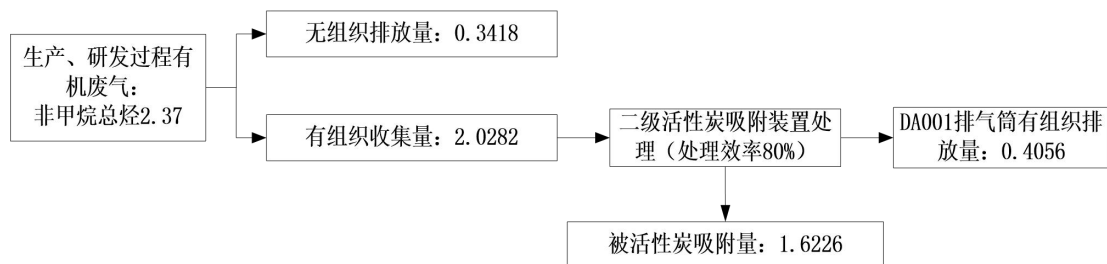 生产、研发过程有
机废气:
非甲烷总烃2.37
无组织排放量: 0.3418
有组织收集量: 2.0282
二级活性炭吸附装置处
理（处理效率80%）
DA001排气筒有组织排
放量: 0.4056
被活性炭吸附量: 1.6226